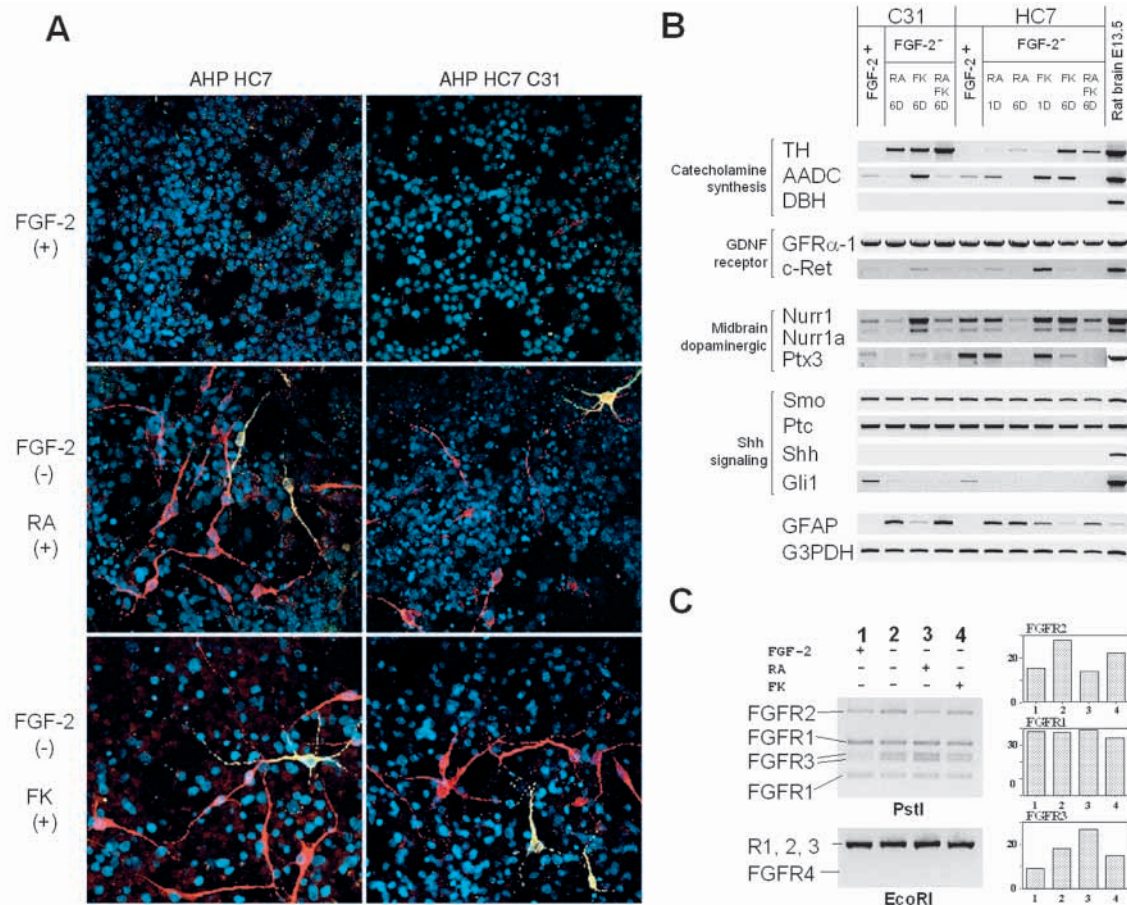 A
AHP HC7
AHP HC7 C31
FGF-2
(+)
FGF-2
(-)
RA
(+)
FGF-2
(-)
FK
(+)
B
C31
HC7
Rat brain E13.5
FGF-2 +
FGF-2-
FGF-2 +
FGF-2-
RA FK RA FK RA RA FK FK RA FK
6D 6D 6D 1D 6D 1D 6D 6D
Catecholamine synthesis
TH
AADC
DBH
GDNF receptor
GFRα-1
c-Ret
Midbrain dopaminergic
Nurr1
Nurr1a
Ptx3
Shh signaling
Smo
Ptc
Shh
Gli1
GFAP
G3PDH
C
1 2 3 4
FGF-2 + - - -
RA - - + -
FK - - - +
FGFR2
FGFR1
FGFR3
FGFR1
PstI
R1, 2, 3
FGFR4
EcoRI
FGFR2
20
0
1 2 3 4
FGFR1
30
0
1 2 3 4
FGFR3
20
0
1 2 3 4